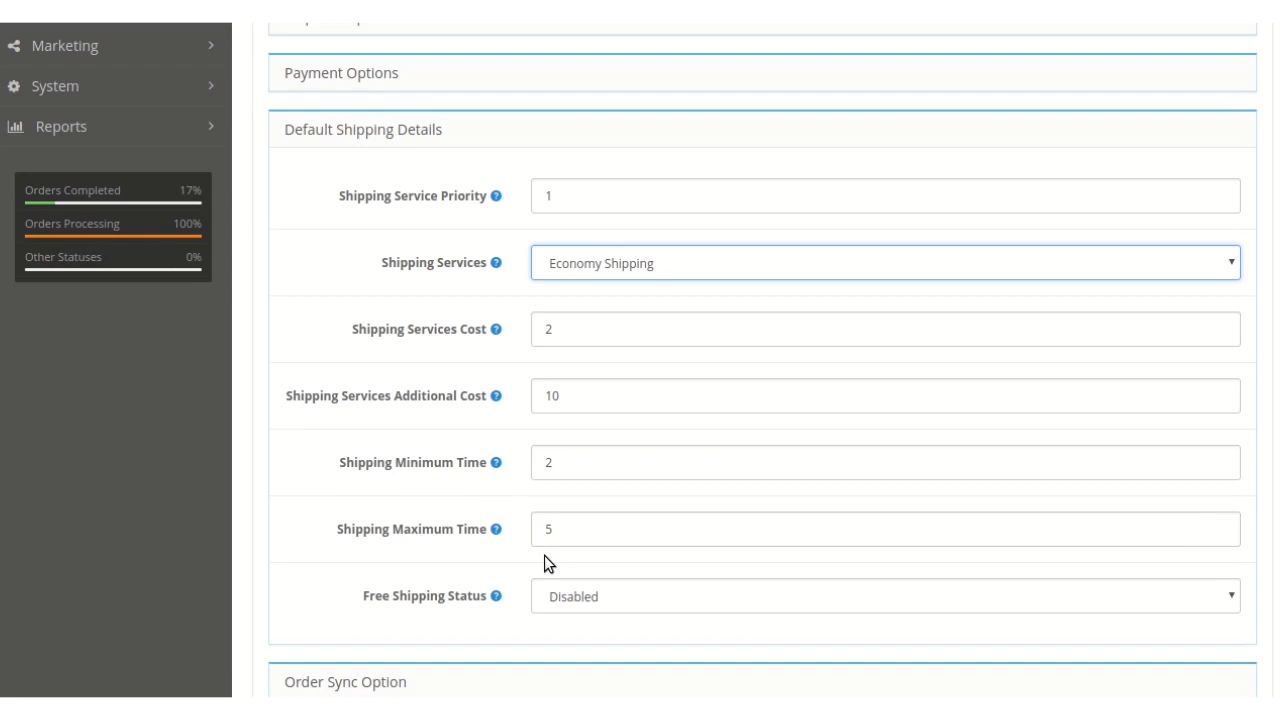 Marketing
System
Reports
Orders Completed 17%
Orders Processing 100%
Other Statuses 0%
Payment Options
Default Shipping Details
Shipping Service Priority 1
Shipping Services Economy Shipping
Shipping Services Cost 2
Shipping Services Additional Cost 10
Shipping Minimum Time 2
Shipping Maximum Time 5
Free Shipping Status Disabled
Order Sync Option